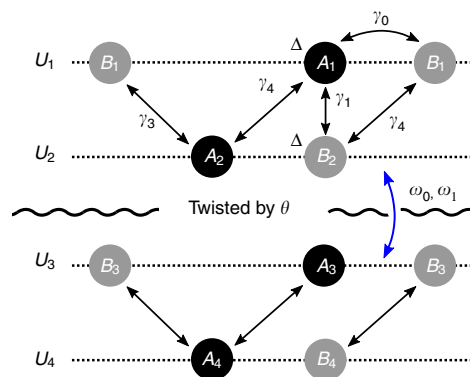 γ₀
U₁ B₁ Δ A₁ B₁
γ₃ γ₄ γ₁ γ₄
U₂ A₂ Δ B₂
ω₀, ω₁
Twisted by θ
U₃ B₃ A₃ B₃
U₄ A₄ B₄